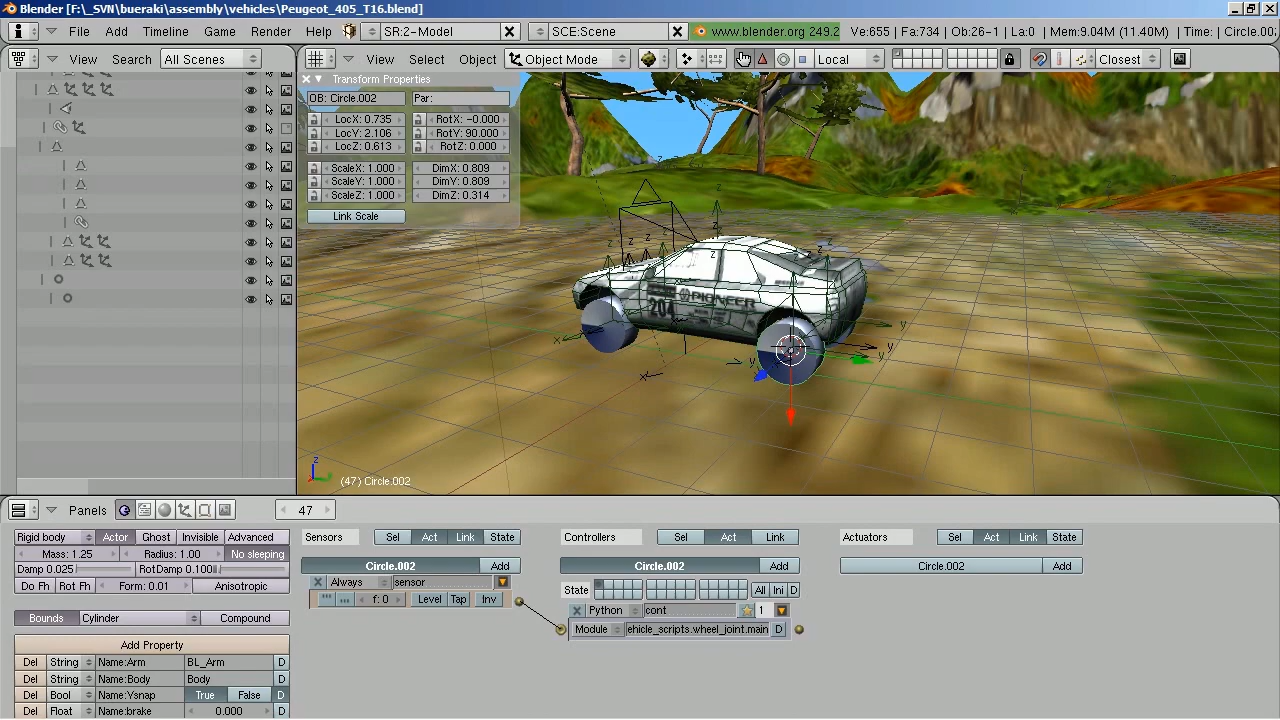 Blender [F:\_SVN\bueraki\assembly\vehicles\Peugeot_405_T16.blend]
File Add Timeline Game Render Help SR:2-Model SCE:Scene www.blender.org 249.2 Ve:655 | Fa:734 | Ob:26-1 | La:0 | Mem:9.04M (11.40M) | Time: | Circle.00
View Search All Scenes
View Select Object Object Mode Local Closest
Transform Properties
OB: Circle.002 Par:
LocX: 0.735 RotX: -0.000
LocY: 2.106 RotY: 90.000
LocZ: 0.613 RotZ: 0.000
ScaleX: 1.000 DimX: 0.809
ScaleY: 1.000 DimY: 0.809
ScaleZ: 1.000 DimZ: 0.314
Link Scale
PIONEER
204
(47) Circle.002
Panels 47
Rigid body Actor Ghost Invisible Advanced
Mass: 1.25 Radius: 1.00 No sleeping
Damp 0.025 RotDamp 0.100
Do Fh Rot Fh Form: 0.01 Anisotropic
Bounds Cylinder Compound
Add Property
Del String Name:Arm BL_Arm D
Del String Name:Body Body D
Del Bool Name:Ysnap True False D
Del Float Name:brake 0.000 D
Sensors Sel Act Link State
Circle.002 Add
X Always sensor
f: 0 Level Tap Inv
Controllers Sel Act Link
Circle.002 Add
State All Ini D
X Python cont 1
Module ehicle_scripts.wheel_joint.main D
Actuators Sel Act Link State
Circle.002 Add